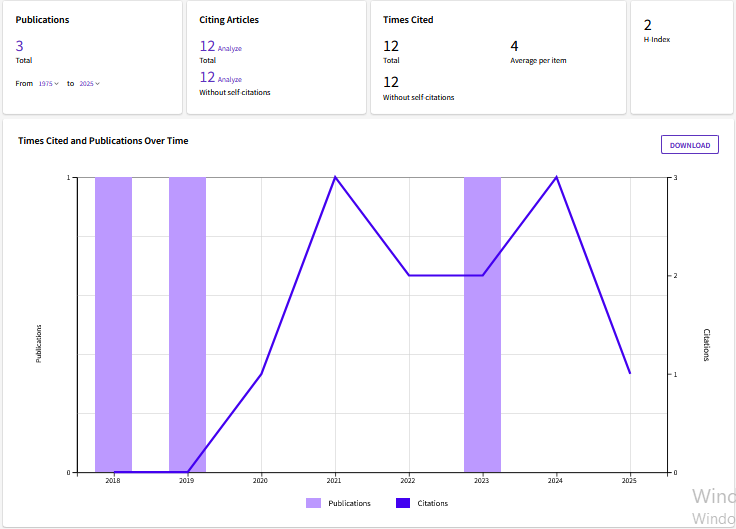 Publications
3
Total
From 1975 to 2025
Citing Articles
12 Analyze
Total
12 Analyze
Without self-citations
Times Cited
12
Total
4
Average per item
12
Without self-citations
2
H-Index
Times Cited and Publications Over Time
DOWNLOAD
1
0
Publications
3
2
1
0
Citations
2018 2019 2020 2021 2022 2023 2024 2025
Publications Citations
Wind
Windo